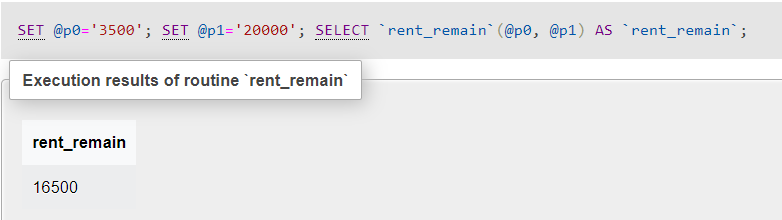 SET @p0='3500'; SET @p1='20000'; SELECT `rent_remain`(@p0, @p1) AS `rent_remain`;
Execution results of routine `rent_remain`
rent_remain
16500